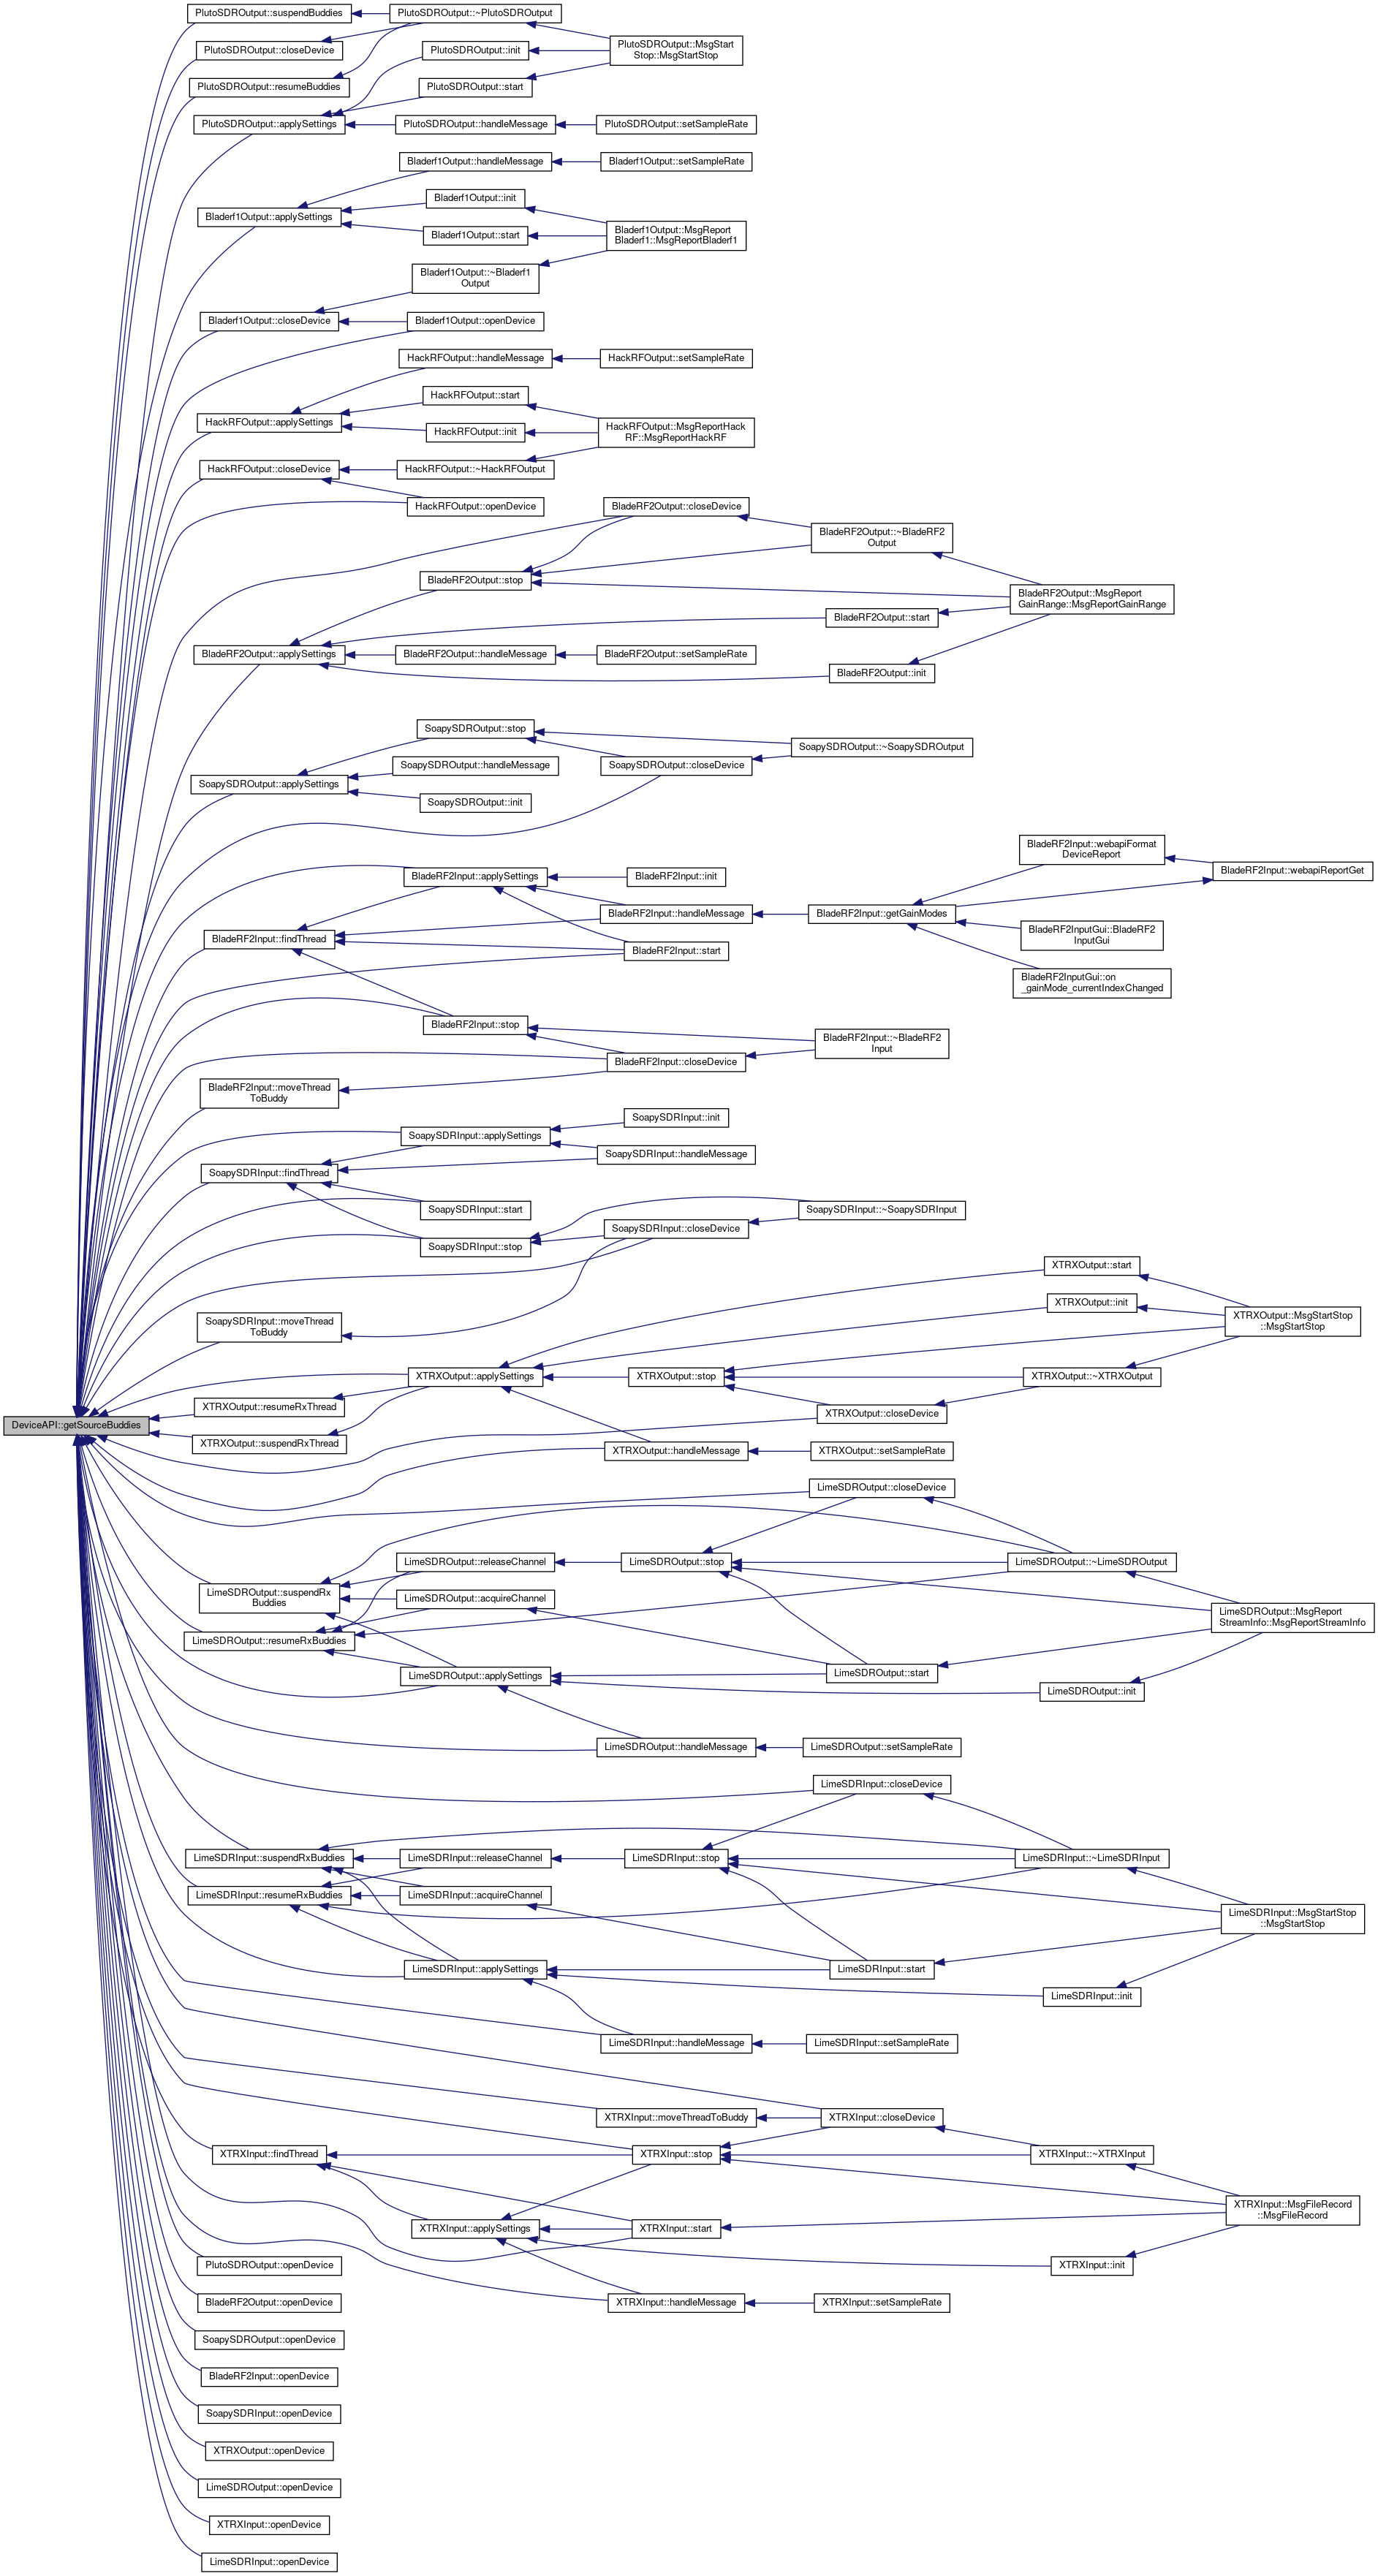 PlutoSDROutput::suspendBuddies
PlutoSDROutput::~PlutoSDROutput
PlutoSDROutput::closeDevice
PlutoSDROutput::init
PlutoSDROutput::MsgStart
Stop::MsgStartStop
PlutoSDROutput::resumeBuddies
PlutoSDROutput::start
PlutoSDROutput::applySettings
PlutoSDROutput::handleMessage
PlutoSDROutput::setSampleRate
Bladerf1Output::handleMessage
Bladerf1Output::setSampleRate
Bladerf1Output::init
Bladerf1Output::applySettings
Bladerf1Output::start
Bladerf1Output::MsgReport
Bladerf1::MsgReportBladerf1
Bladerf1Output::~Bladerf1
Output
Bladerf1Output::closeDevice
Bladerf1Output::openDevice
HackRFOutput::handleMessage
HackRFOutput::setSampleRate
HackRFOutput::start
HackRFOutput::applySettings
HackRFOutput::init
HackRFOutput::MsgReportHack
RF::MsgReportHackRF
HackRFOutput::closeDevice
HackRFOutput::~HackRFOutput
HackRFOutput::openDevice
BladeRF2Output::closeDevice
BladeRF2Output::~BladeRF2
Output
BladeRF2Output::stop
BladeRF2Output::MsgReport
GainRange::MsgReportGainRange
BladeRF2Output::start
BladeRF2Output::applySettings
BladeRF2Output::handleMessage
BladeRF2Output::setSampleRate
BladeRF2Output::init
SoapySDROutput::stop
SoapySDROutput::~SoapySDROutput
SoapySDROutput::handleMessage
SoapySDROutput::closeDevice
SoapySDROutput::applySettings
SoapySDROutput::init
BladeRF2Input::webapiFormat
DeviceReport
BladeRF2Input::webapiReportGet
BladeRF2Input::applySettings
BladeRF2Input::init
BladeRF2Input::handleMessage
BladeRF2Input::getGainModes
BladeRF2Input::findThread
BladeRF2Input::start
BladeRF2InputGui::BladeRF2
InputGui
BladeRF2InputGui::on
_gainMode_currentIndexChanged
BladeRF2Input::stop
BladeRF2Input::~BladeRF2
Input
BladeRF2Input::closeDevice
BladeRF2Input::moveThread
ToBuddy
SoapySDRInput::init
SoapySDRInput::applySettings
SoapySDRInput::handleMessage
SoapySDRInput::findThread
SoapySDRInput::start
SoapySDRInput::~SoapySDRInput
SoapySDRInput::closeDevice
SoapySDRInput::stop
XTRXOutput::start
XTRXOutput::init
SoapySDRInput::moveThread
ToBuddy
XTRXOutput::MsgStartStop
::MsgStartStop
XTRXOutput::applySettings
XTRXOutput::stop
XTRXOutput::~XTRXOutput
XTRXOutput::resumeRxThread
XTRXOutput::closeDevice
DeviceAPI::getSourceBuddies
XTRXOutput::suspendRxThread
XTRXOutput::handleMessage
XTRXOutput::setSampleRate
LimeSDROutput::closeDevice
LimeSDROutput::releaseChannel
LimeSDROutput::stop
LimeSDROutput::~LimeSDROutput
LimeSDROutput::suspendRx
Buddies
LimeSDROutput::acquireChannel
LimeSDROutput::MsgReport
StreamInfo::MsgReportStreamInfo
LimeSDROutput::resumeRxBuddies
LimeSDROutput::applySettings
LimeSDROutput::start
LimeSDROutput::init
LimeSDROutput::handleMessage
LimeSDROutput::setSampleRate
LimeSDRInput::closeDevice
LimeSDRInput::suspendRxBuddies
LimeSDRInput::releaseChannel
LimeSDRInput::stop
LimeSDRInput::~LimeSDRInput
LimeSDRInput::resumeRxBuddies
LimeSDRInput::acquireChannel
LimeSDRInput::MsgStartStop
::MsgStartStop
LimeSDRInput::applySettings
LimeSDRInput::start
LimeSDRInput::init
LimeSDRInput::handleMessage
LimeSDRInput::setSampleRate
XTRXInput::moveThreadToBuddy
XTRXInput::closeDevice
XTRXInput::findThread
XTRXInput::stop
XTRXInput::~XTRXInput
XTRXInput::MsgFileRecord
::MsgFileRecord
XTRXInput::applySettings
XTRXInput::start
PlutoSDROutput::openDevice
XTRXInput::init
BladeRF2Output::openDevice
XTRXInput::handleMessage
XTRXInput::setSampleRate
SoapySDROutput::openDevice
BladeRF2Input::openDevice
SoapySDRInput::openDevice
XTRXOutput::openDevice
LimeSDROutput::openDevice
XTRXInput::openDevice
LimeSDRInput::openDevice